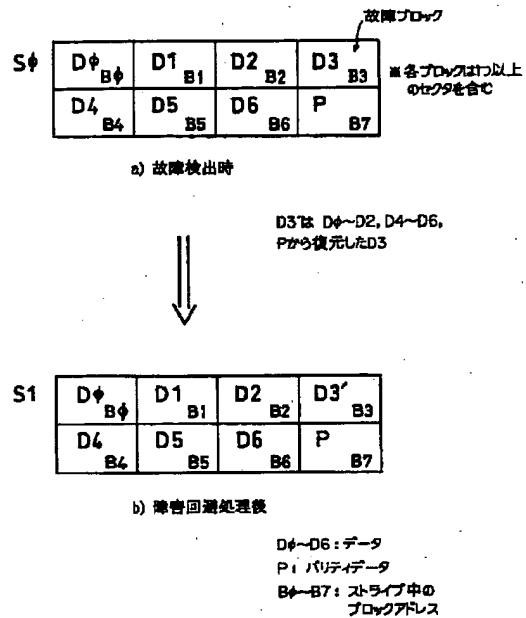 故障ブロック
Sφ
Dφ Bφ D1 B1 D2 B2 D3 B3
D4 B4 D5 B5 D6 B6 P B7
※各ブロックは1つ以上
のセクタを含む
a) 故障検出時
D3'は Dφ〜D2, D4〜D6,
Pから復元したD3
S1
Dφ Bφ D1 B1 D2 B2 D3' B3
D4 B4 D5 B5 D6 B6 P B7
b) 障害回避処理後
Dφ〜D6：データ
P：パリティデータ
Bφ〜B7：ストライプ中の
ブロックアドレス